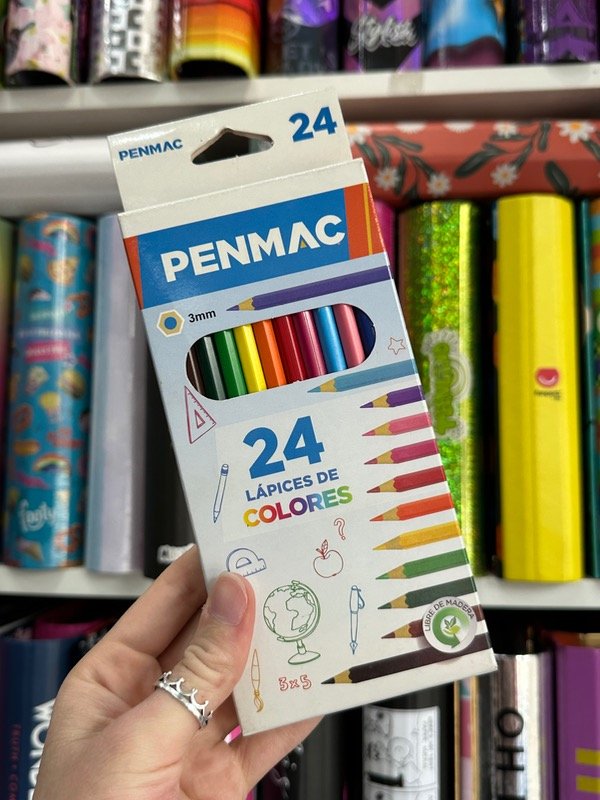 PENMAC
24
PENMAC
3mm
24
LÁPICES DE
COLORES
?
LIBRE DE MADERA
3x5